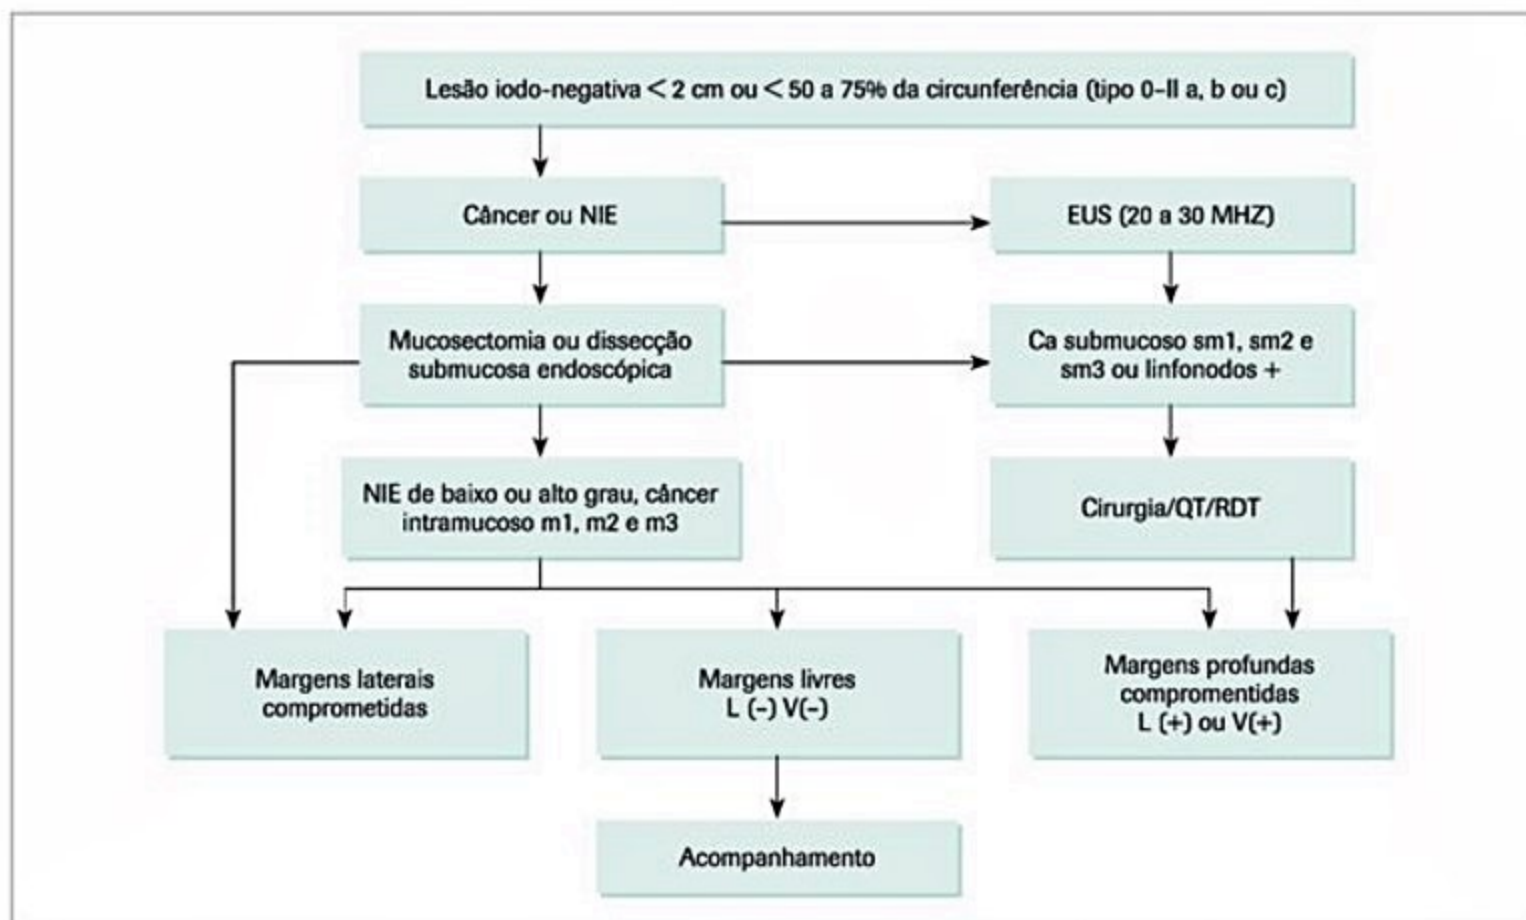 Lesão iodo-negativa < 2 cm ou < 50 a 75% da circunferência (tipo 0-II a, b ou c)
Câncer ou NIE
EUS (20 a 30 MHZ)
Mucosectomia ou dissecção
submucosa endoscópica
Ca submucoso sm1, sm2 e
sm3 ou linfonodos +
NIE de baixo ou alto grau, câncer
intramucoso m1, m2 e m3
Cirurgia/QT/RDT
Margens laterais
comprometidas
Margens livres
L (-) V(-)
Margens profundas
compromentidas
L (+) ou V(+)
Acompanhamento